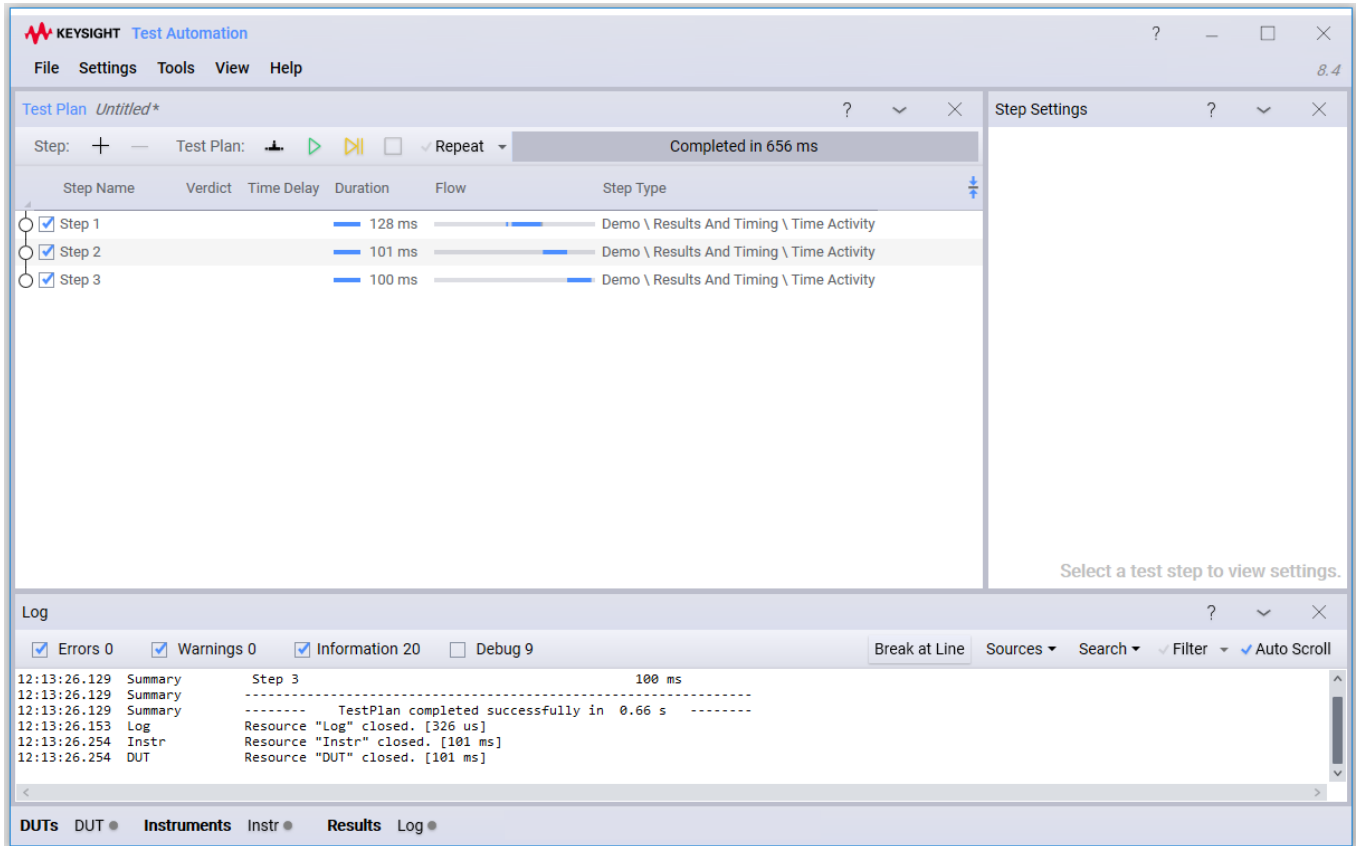 KEYSIGHT Test Automation ?
File Settings Tools View Help 8.4
Test Plan Untitled* ?
Step: Test Plan: Repeat Completed in 656 ms
Step Name Verdict Time Delay Duration Flow Step Type
Step 1 128 ms Demo \ Results And Timing \ Time Activity
Step 2 101 ms Demo \ Results And Timing \ Time Activity
Step 3 100 ms Demo \ Results And Timing \ Time Activity
Step Settings ?
Select a test step to view settings.
Log ?
Errors 0 Warnings 0 Information 20 Debug 9 Break at Line Sources Search Filter Auto Scroll
12:13:26.129 Summary Step 3 100 ms
12:13:26.129 Summary ------------------------------------------------------------------
12:13:26.129 Summary -------- TestPlan completed successfully in 0.66 s --------
12:13:26.153 Log Resource "Log" closed. [326 us]
12:13:26.254 Instr Resource "Instr" closed. [101 ms]
12:13:26.254 DUT Resource "DUT" closed. [101 ms]
DUTs DUT Instruments Instr Results Log